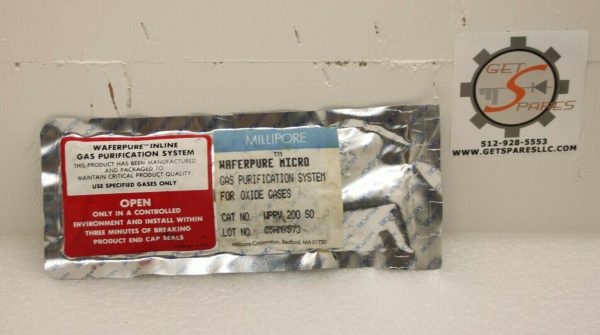 WAFERPURE™ INLINE
GAS PURIFICATION SYSTEM
THIS PRODUCT HAS BEEN MANUFACTURED
AND PACKAGED TO
MAINTAIN CRITICAL PRODUCT QUALITY.
USE SPECIFIED GASES ONLY
OPEN
ONLY IN A CONTROLLED
ENVIRONMENT AND INSTALL WITHIN
THREE MINUTES OF BREAKING
PRODUCT END CAP SEALS
MILLIPORE
WAFERPURE MICRO™
GAS PURIFICATION SYSTEM
FOR OXIDE GASES
CAT NO. WPRV 200 SO
LOT NO.
Millipore Corporation, Bedford, MA 01730
GET
SPARES
512-928-5553
WWW.GETSPARESLLC.COM